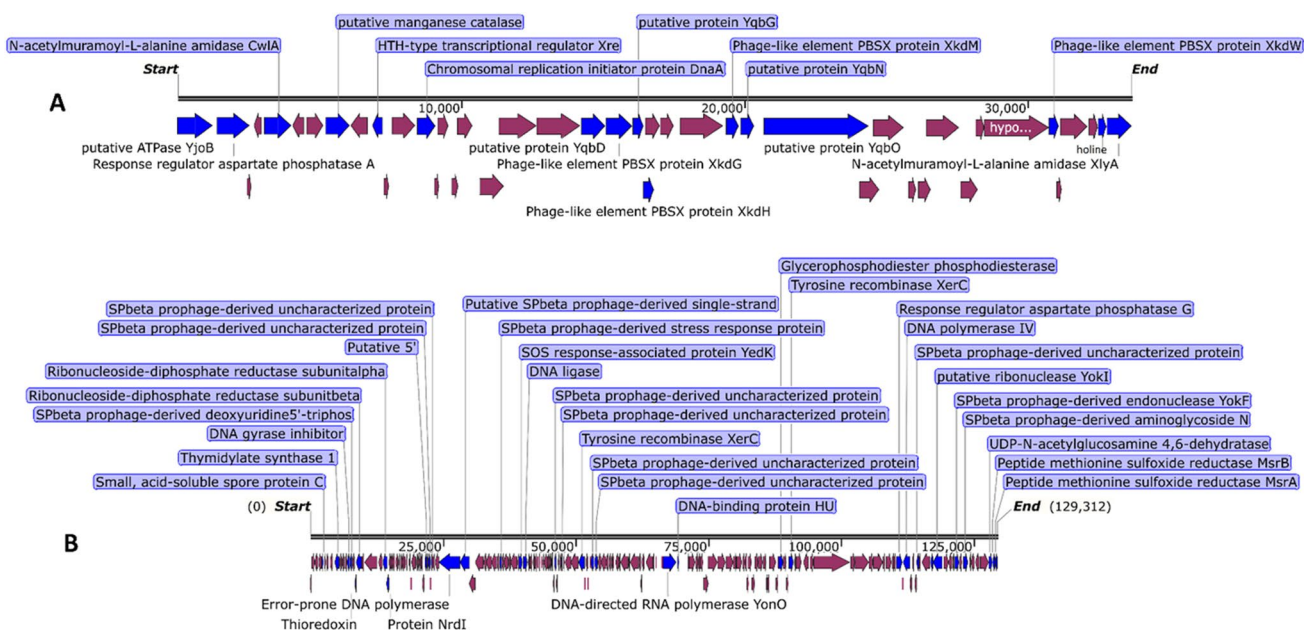 putative manganese catalase
putative protein YqbG
N-acetylmuramoyl-L-alanine amidase CwlA
HTH-type transcriptional regulator Xre
Phage-like element PBSX protein XkdM
Phage-like element PBSX protein XkdW
Start
Chromosomal replication initiator protein DnaA
putative protein YqbN
End
A
10,000
20,000
30,000
hypo...
putative ATPase YjoB
putative protein YqbD
putative protein YqbO
holine
Response regulator aspartate phosphatase A
Phage-like element PBSX protein XkdG
N-acetylmuramoyl-L-alanine amidase XlyA
Phage-like element PBSX protein XkdH
Glycerophosphodiester phosphodiesterase
Tyrosine recombinase XerC
SPbeta prophage-derived uncharacterized protein
Putative SPbeta prophage-derived single-strand
Response regulator aspartate phosphatase G
SPbeta prophage-derived uncharacterized protein
SPbeta prophage-derived stress response protein
DNA polymerase IV
Putative 5'
SOS response-associated protein YedK
SPbeta prophage-derived uncharacterized protein
Ribonucleoside-diphosphate reductase subunitalpha
DNA ligase
putative ribonuclease YokI
Ribonucleoside-diphosphate reductase subunitbeta
SPbeta prophage-derived uncharacterized protein
SPbeta prophage-derived endonuclease YokF
SPbeta prophage-derived deoxyuridine5'-triphos
SPbeta prophage-derived uncharacterized protein
SPbeta prophage-derived aminoglycoside N
DNA gyrase inhibitor
Tyrosine recombinase XerC
UDP-N-acetylglucosamine 4,6-dehydratase
Thymidylate synthase 1
SPbeta prophage-derived uncharacterized protein
Peptide methionine sulfoxide reductase MsrB
Small, acid-soluble spore protein C
SPbeta prophage-derived uncharacterized protein
Peptide methionine sulfoxide reductase MsrA
(0) Start
DNA-binding protein HU
End (129,312)
B
25,000
50,000
75,000
100,000
125,000
Error-prone DNA polymerase
DNA-directed RNA polymerase YonO
Thioredoxin
Protein NrdI